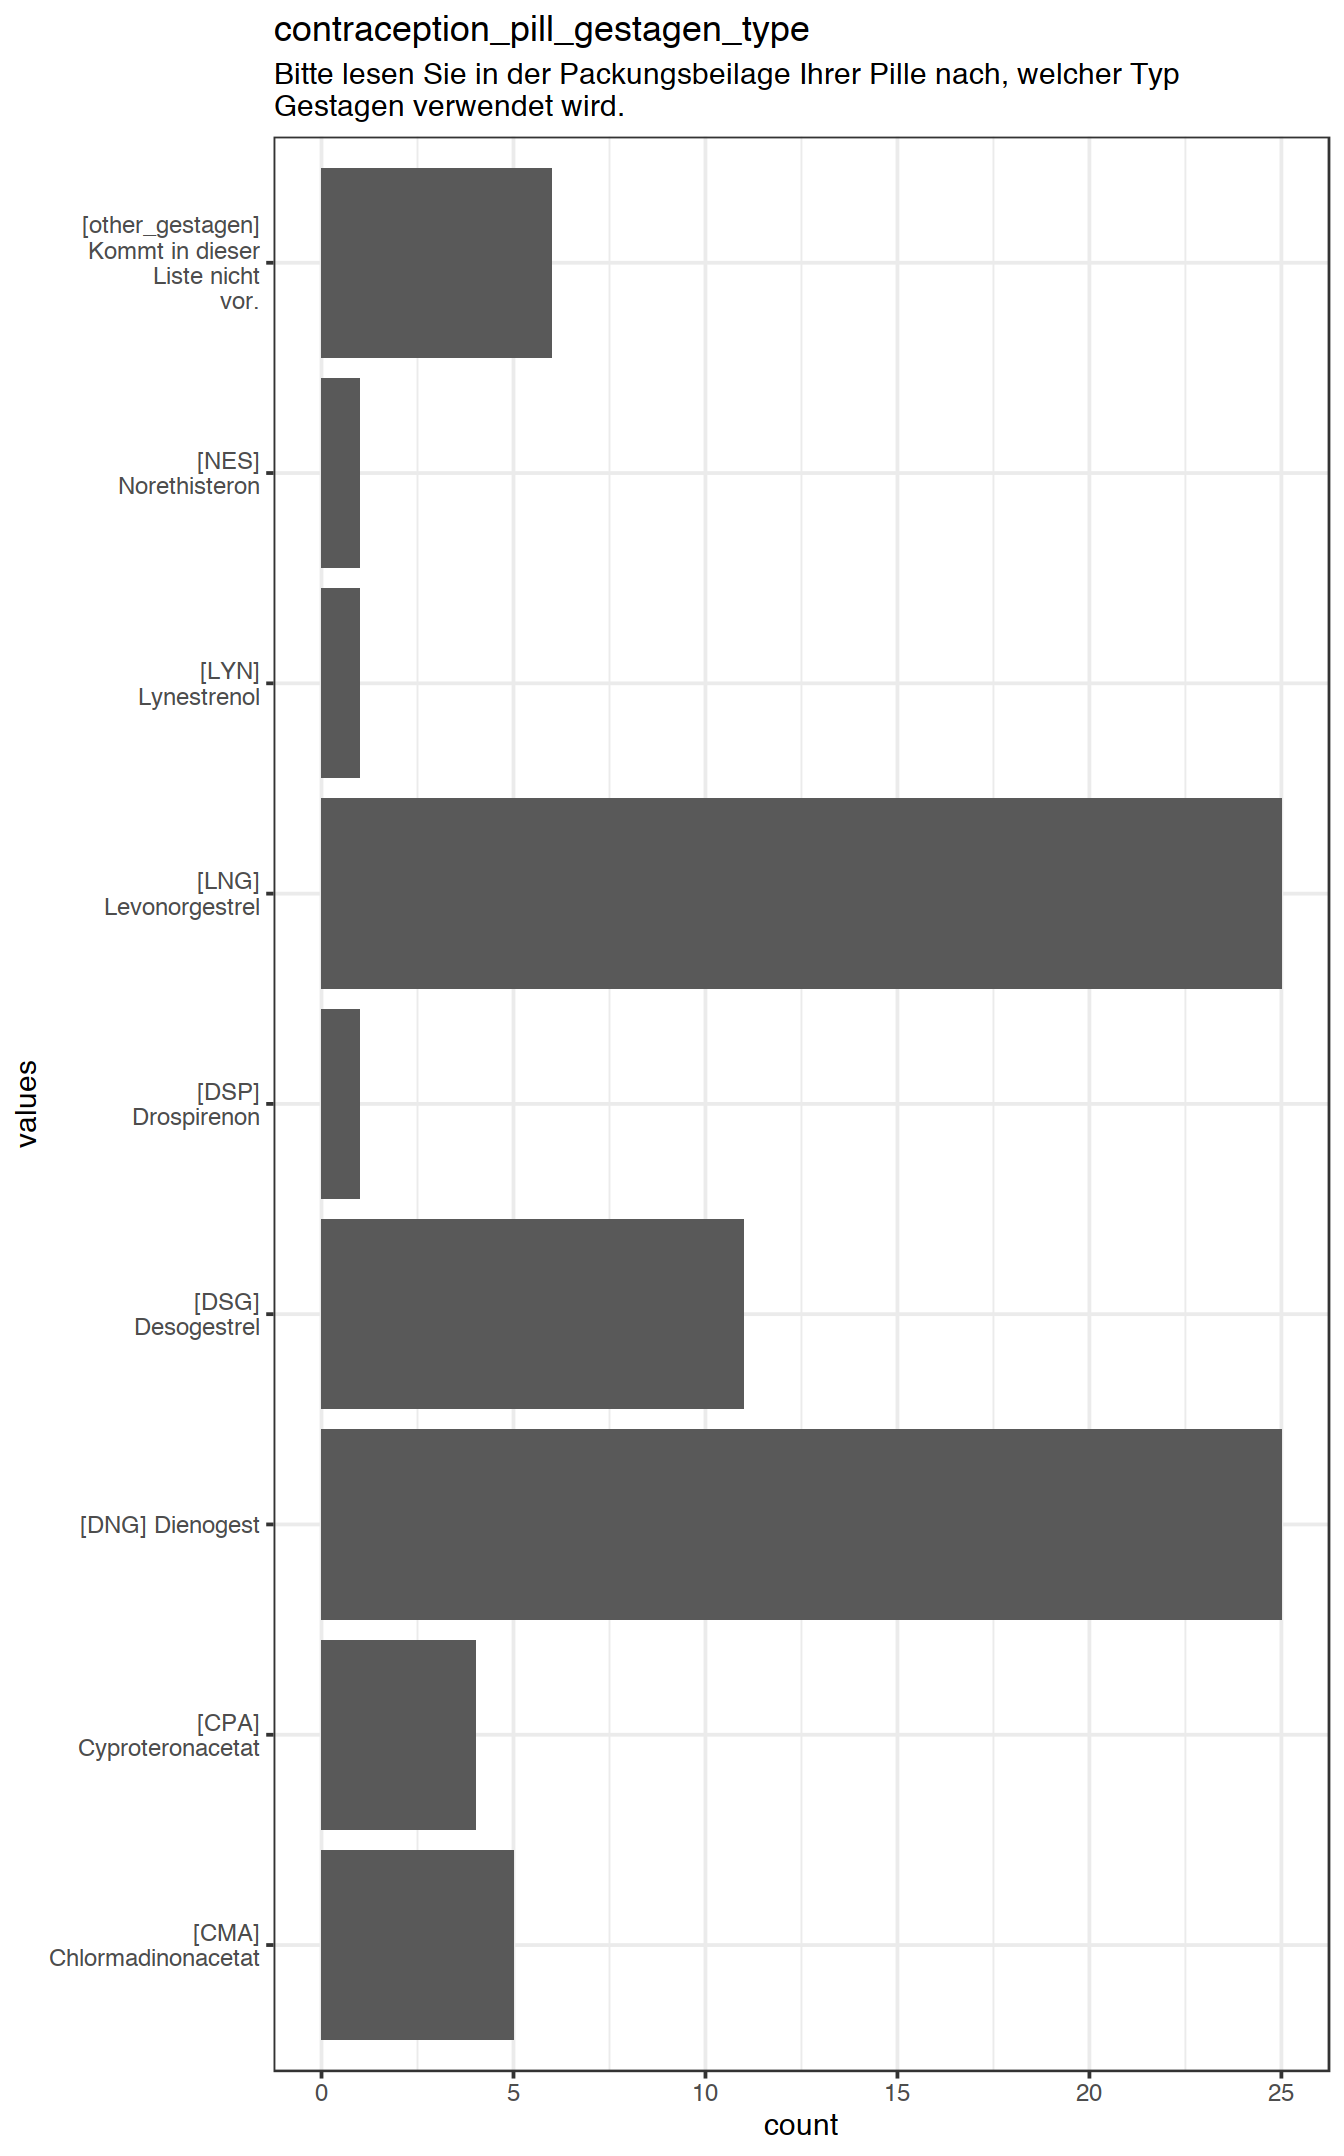 contraception_pill_gestagen_type
Bitte lesen Sie in der Packungsbeilage Ihrer Pille nach, welcher Typ
Gestagen verwendet wird.
[other_gestagen]
Kommt in dieser
Liste nicht
vor.
[NES]
Norethisteron
[LYN]
Lynestrenol
[LNG]
Levonorgestrel
[DSP]
Drospirenon
[DSG]
Desogestrel
[DNG] Dienogest
[CPA]
Cyproteronacetat
[CMA]
Chlormadinonacetat
values
0 5 10 15 20 25
count